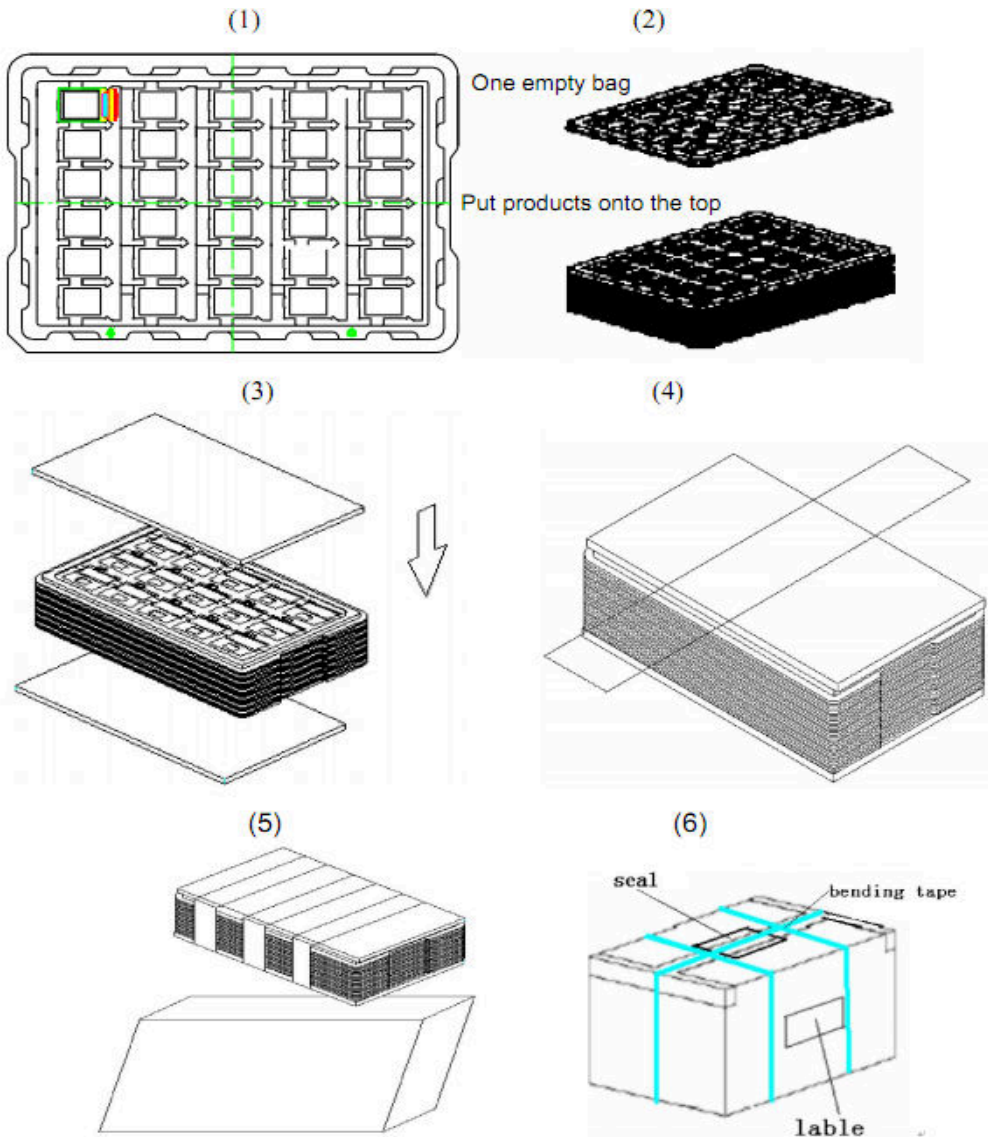 (1)
(2)
One empty bag
Put products onto the top
(3)
(4)
(5)
(6)
seal
bending tape
lable